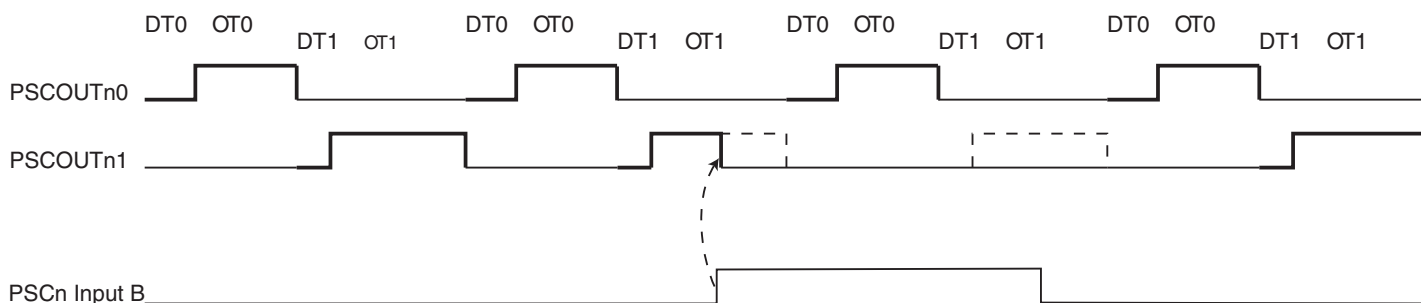 DT0 OT0 DT0 OT0 DT0 OT0 DT0 OT0
DT1 OT1 DT1 OT1 DT1 OT1 DT1 OT1
PSCOUTn0
PSCOUTn1
PSCn Input B